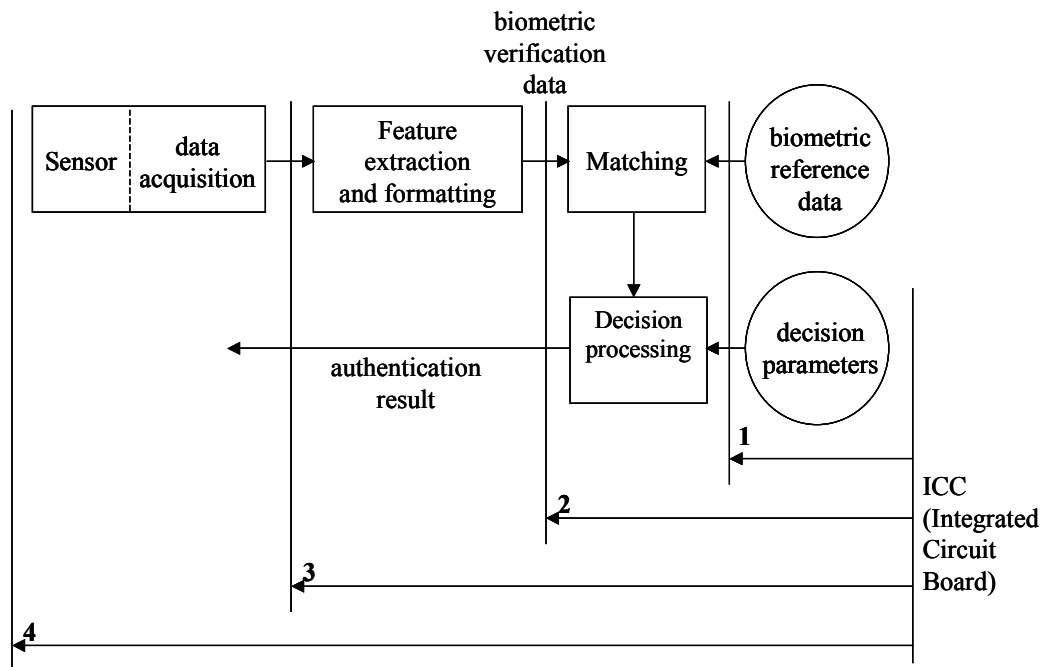 biometric
verification
data
Sensor
data
acquisition
Feature
extraction
and formatting
Matching
biometric
reference
data
Decision
processing
decision
parameters
authentication
result
1
2
3
4
ICC
(Integrated
Circuit
Board)